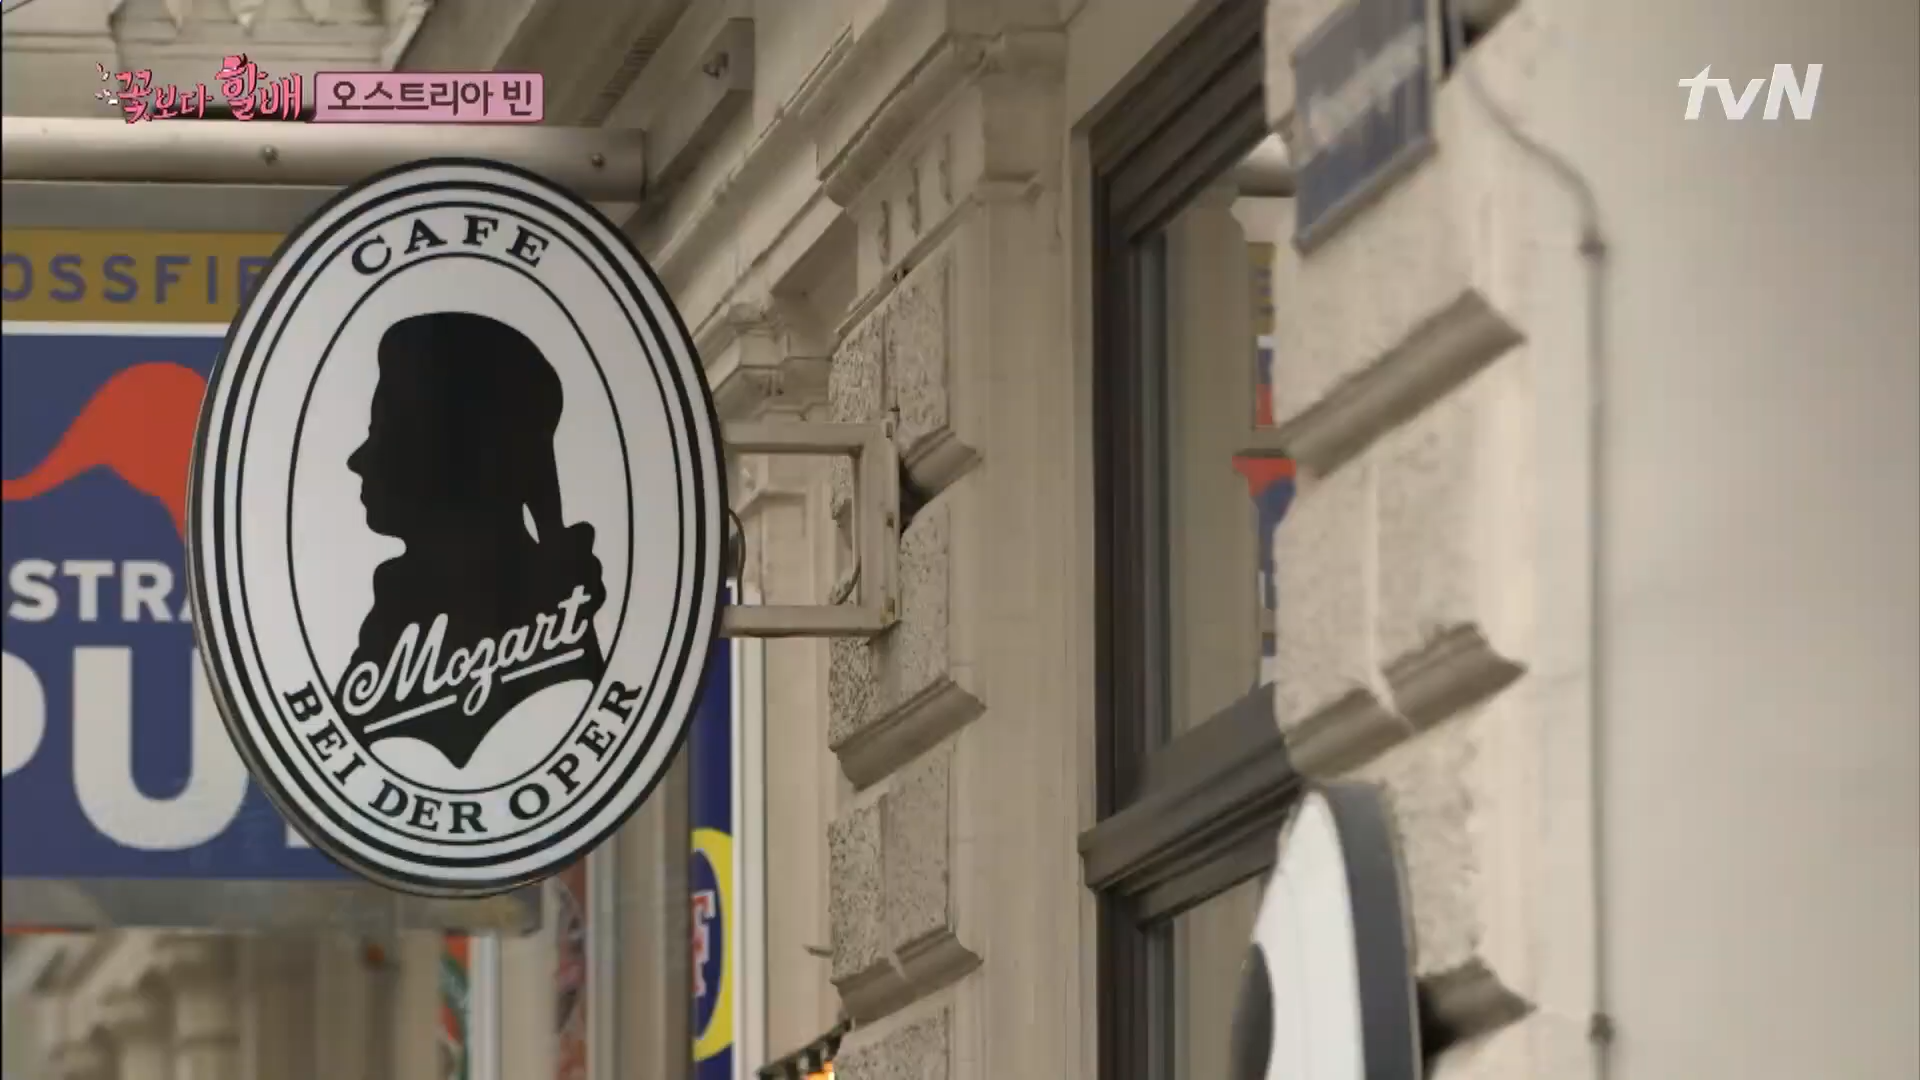 꽃보다 할배 오스트리아 빈
tvN
OSSFI
STRA
PU
CAFE
Mozart
BEI DER OPER